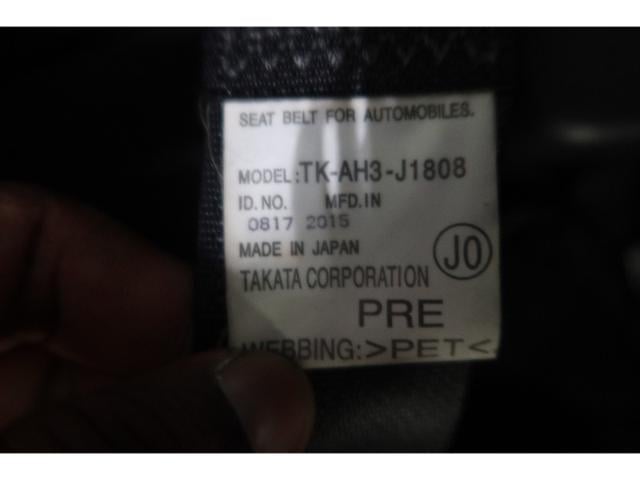 SEAT BELT FOR AUTOMOBILES.
MODEL:TK-AH3-J1808
ID.NO. MFD.IN
0817 2015
MADE IN JAPAN
JO
TAKATA CORPORATION
PRE
WEBBING:>PET<